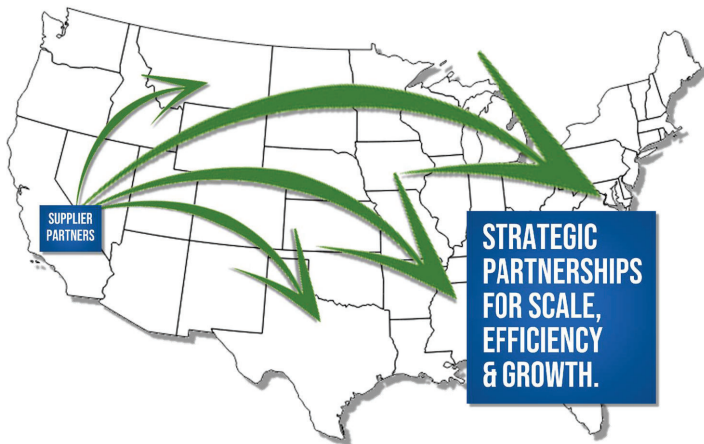 SUPPLIER
PARTNERS
STRATEGIC
PARTNERSHIPS
FOR SCALE,
EFFICIENCY
& GROWTH.